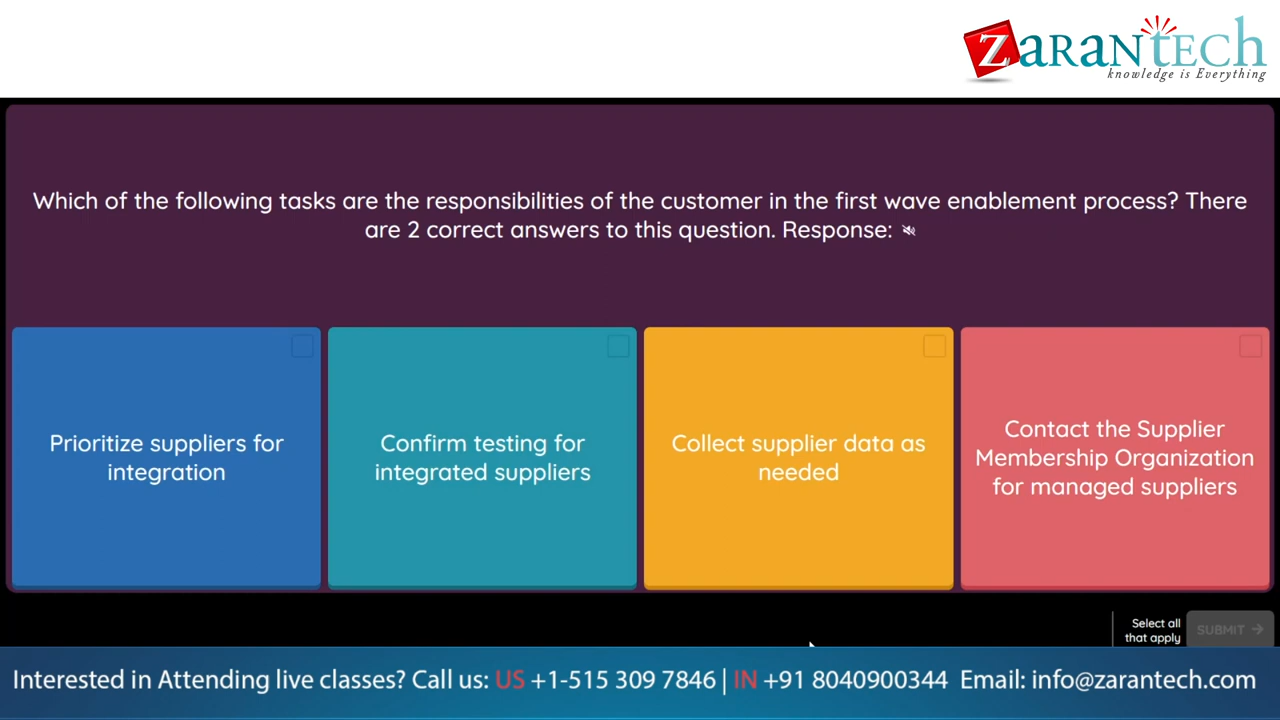 ZARANTECH
knowledge is Everything
Which of the following tasks are the responsibilities of the customer in the first wave enablement process? There
are 2 correct answers to this question. Response:
Prioritize suppliers for
integration
Confirm testing for
integrated suppliers
Collect supplier data as
needed
Contact the Supplier
Membership Organization
for managed suppliers
Select all
that apply
SUBMIT →
Interested in Attending live classes? Call us: US +1-515 309 7846 | IN +91 8040900344 Email: info@zarantech.com